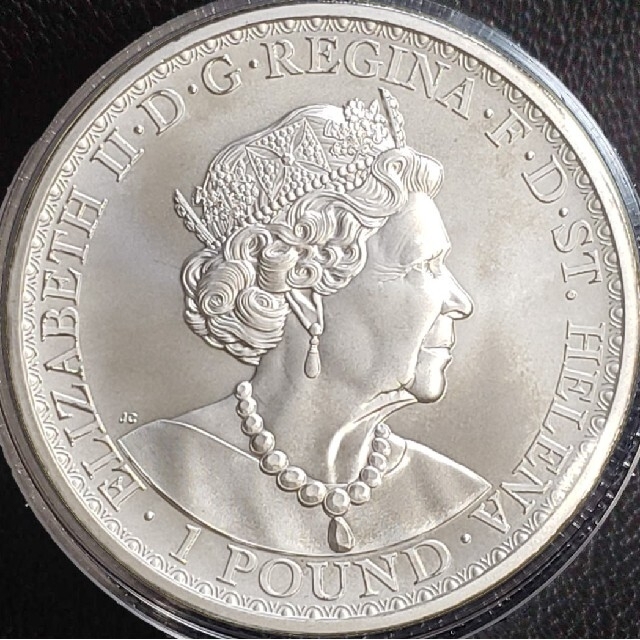 ELIZABETH II·D·G·REGINA·F·D·ST. HELENA
·1 POUND·
JC